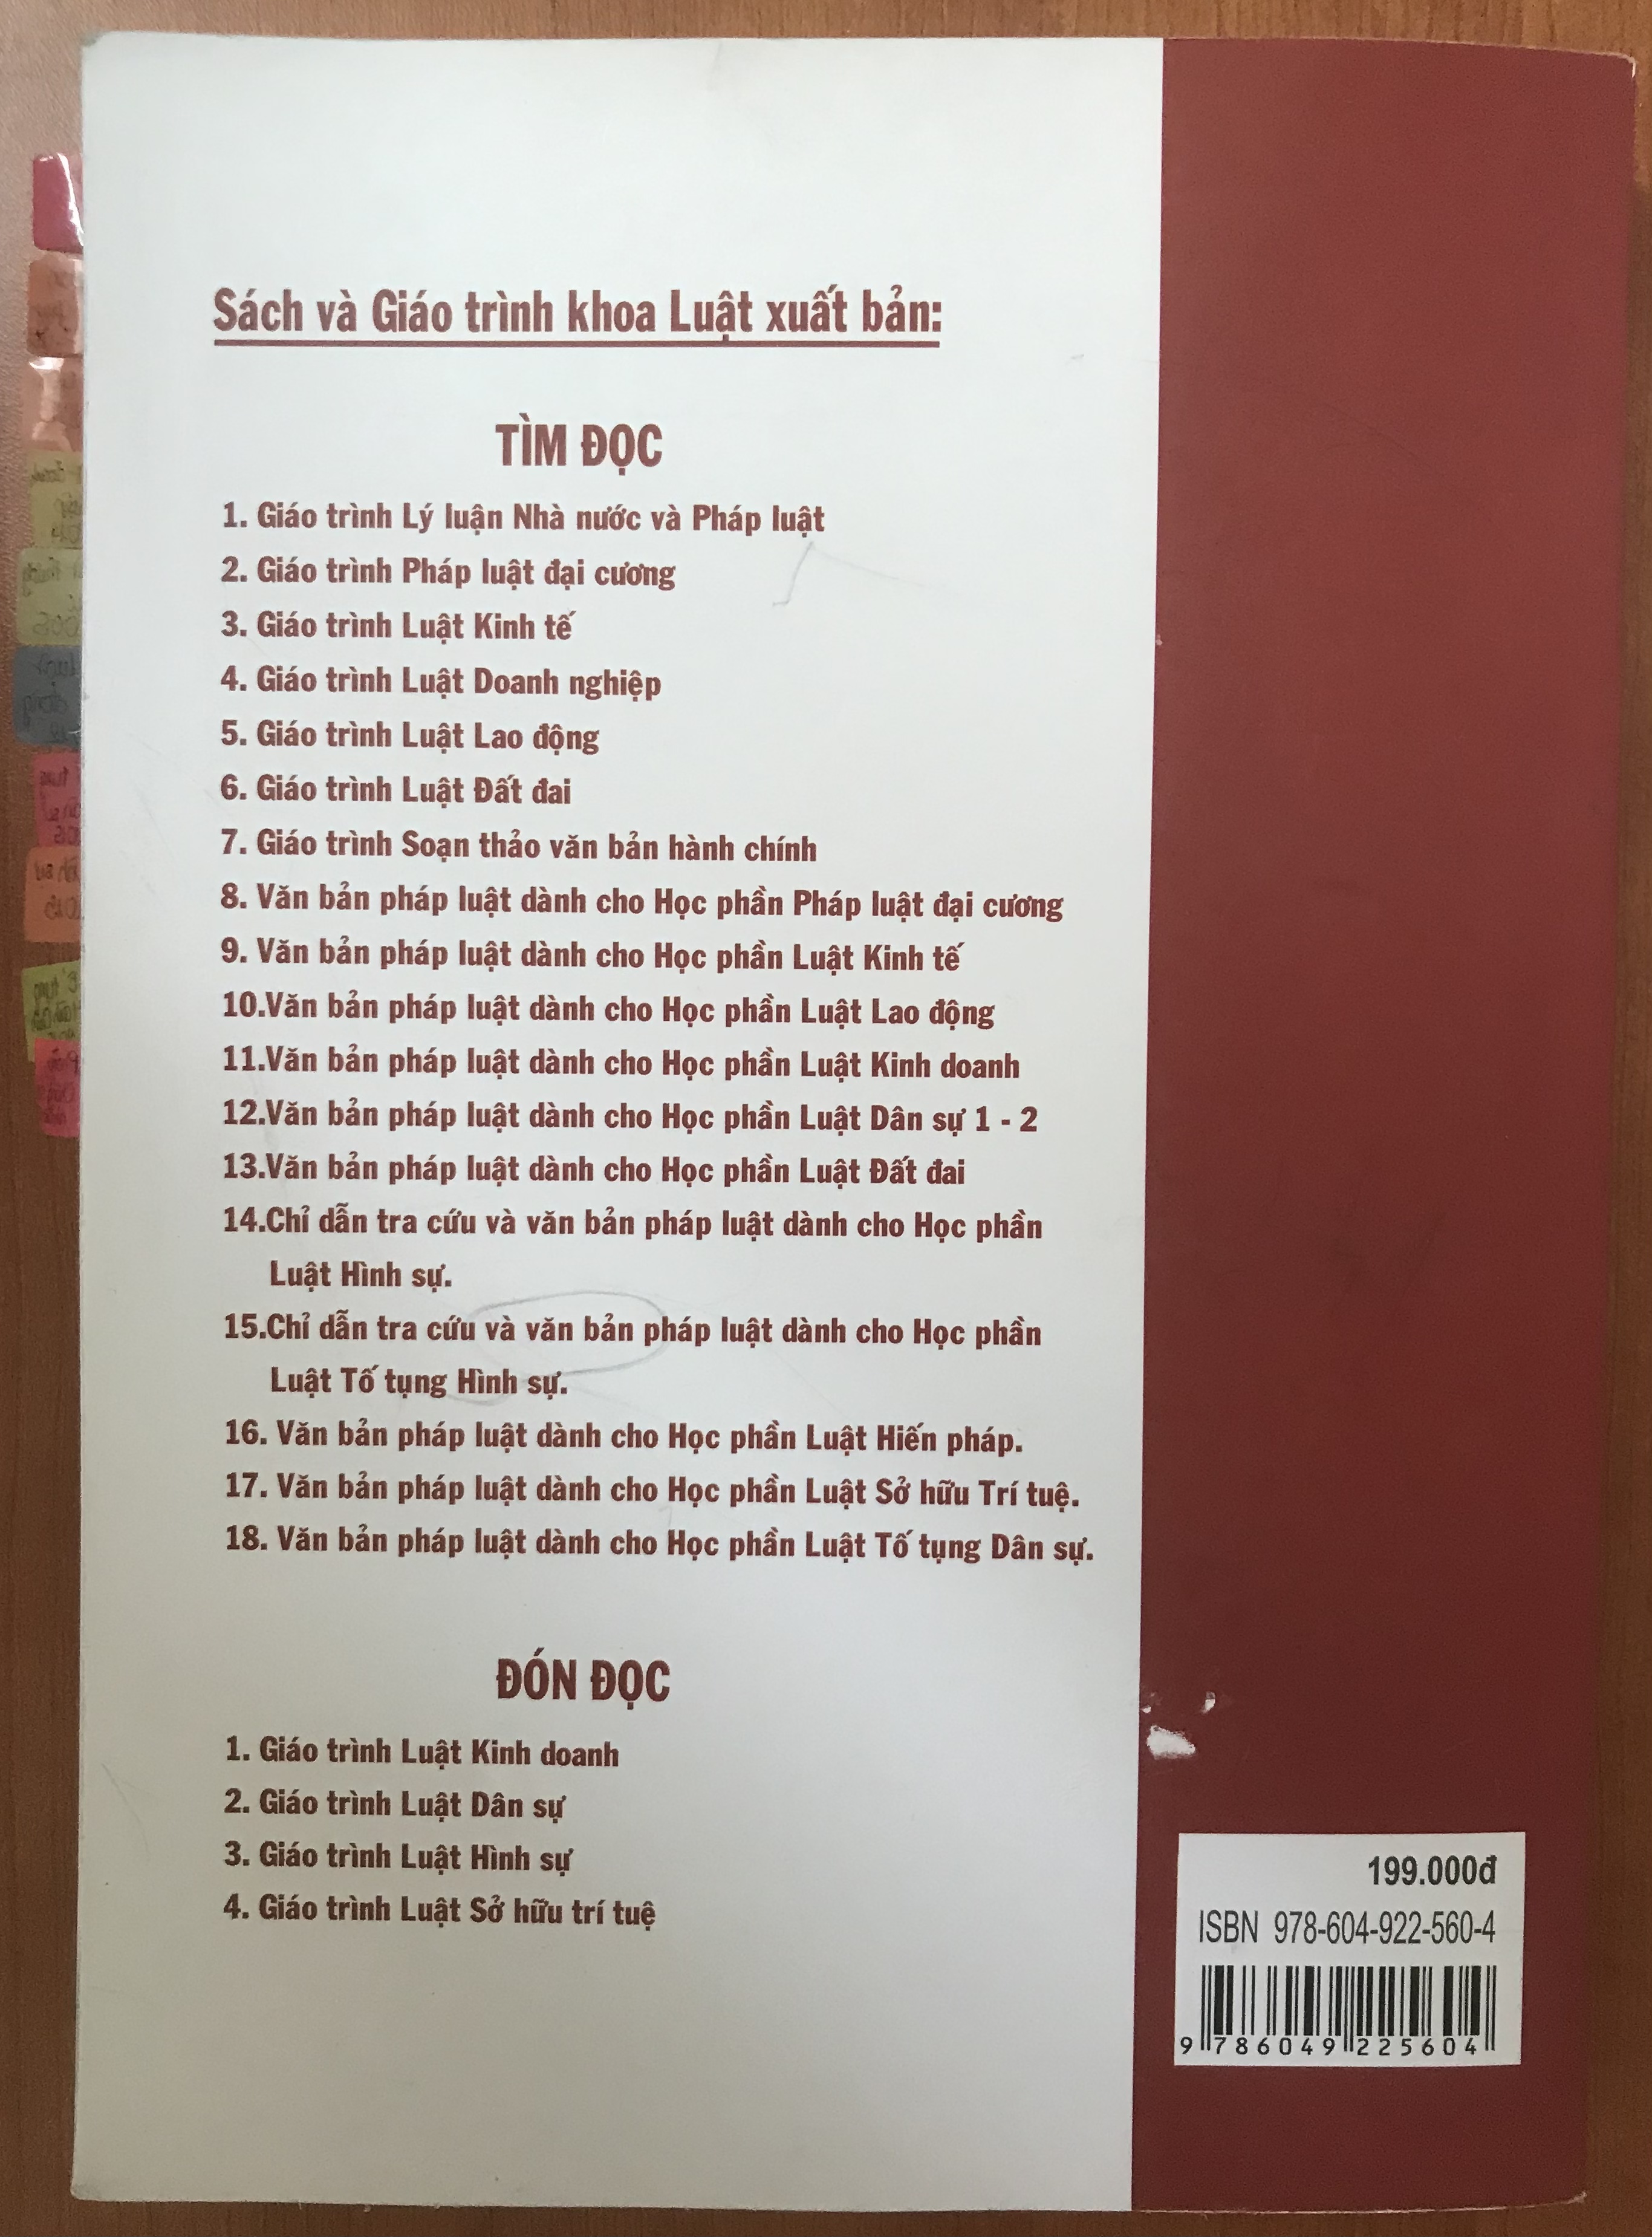 Sách và Giáo trình khoa Luật xuất bản:
TÌM ĐỌC
1. Giáo trình Lý luận Nhà nước và Pháp luật
2. Giáo trình Pháp luật đại cương
3. Giáo trình Luật Kinh tế
4. Giáo trình Luật Doanh nghiệp
5. Giáo trình Luật Lao động
6. Giáo trình Luật Đất đai
7. Giáo trình Soạn thảo văn bản hành chính
8. Văn bản pháp luật dành cho Học phần Pháp luật đại cương
9. Văn bản pháp luật dành cho Học phần Luật Kinh tế
10.Văn bản pháp luật dành cho Học phần Luật Lao động
11.Văn bản pháp luật dành cho Học phần Luật Kinh doanh
12.Văn bản pháp luật dành cho Học phần Luật Dân sự 1 - 2
13.Văn bản pháp luật dành cho Học phần Luật Đất đai
14.Chỉ dẫn tra cứu và văn bản pháp luật dành cho Học phần
Luật Hình sự.
15.Chỉ dẫn tra cứu và văn bản pháp luật dành cho Học phần
Luật Tố tụng Hình sự.
16. Văn bản pháp luật dành cho Học phần Luật Hiến pháp.
17. Văn bản pháp luật dành cho Học phần Luật Sở hữu Trí tuệ.
18. Văn bản pháp luật dành cho Học phần Luật Tố tụng Dân sự.
ĐÓN ĐỌC
1. Giáo trình Luật Kinh doanh
2. Giáo trình Luật Dân sự
3. Giáo trình Luật Hình sự
4. Giáo trình Luật Sở hữu trí tuệ
199.000đ
ISBN 978-604-922-560-4
9 786049 225604